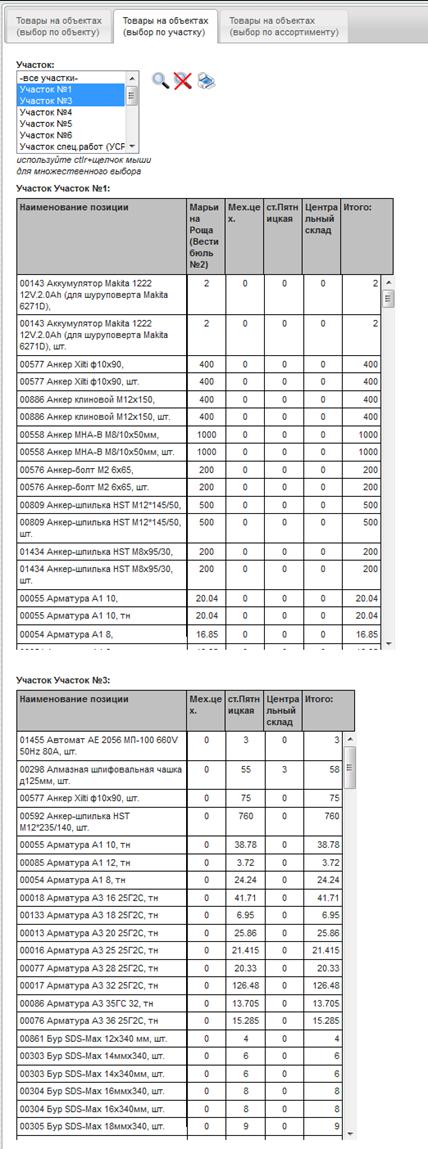 Товары на объектах Товары на объектах Товары на объектах
(выбор по объекту) (выбор по участку) (выбор по ассортименту)
Участок:
-все участки-
Участок №1
Участок №3
Участок №4
Участок №5
Участок №6
Участок спец.работ (УСР
используйте ctlr+щелчок мыши
для множественного выбора
Участок Участок №1:
Наименование позиции Марьи Мех.це ст.Пятн Центра Итого:
на х. ицкая льный
Роща склад
(Вести
бюль
№2)
00143 Аккумулятор Makita 1222 2 0 0 0 2
12V.2.0Ah (для шуруповерта Makita
6271D),
00143 Аккумулятор Makita 1222 2 0 0 0 2
12V.2.0Ah (для шуруповерта Makita
6271D), шт.
00577 Анкер Xilti ф10х90, 400 0 0 0 400
00577 Анкер Xilti ф10х90, шт. 400 0 0 0 400
00886 Анкер клиновой М12х150, 400 0 0 0 400
00886 Анкер клиновой М12х150, шт. 400 0 0 0 400
00558 Анкер МНА-В М8/10х50мм, 1000 0 0 0 1000
00558 Анкер МНА-В М8/10х50мм, шт. 1000 0 0 0 1000
00576 Анкер-болт М2 6х65, 200 0 0 0 200
00576 Анкер-болт М2 6х65, шт. 200 0 0 0 200
00809 Анкер-шпилька HST М12*145/50, 500 0 0 0 500
00809 Анкер-шпилька HST М12*145/50, 500 0 0 0 500
шт.
01434 Анкер-шпилька HST М8х95/30, 200 0 0 0 200
01434 Анкер-шпилька HST М8х95/30, 200 0 0 0 200
шт.
00055 Арматура А1 10, 20.04 0 0 0 20.04
00055 Арматура А1 10, тн 20.04 0 0 0 20.04
00054 Арматура А1 8, 16.85 0 0 0 16.85
Участок Участок №3:
Наименование позиции Мех.це ст.Пятн Центра Итого:
х. ицкая льный
склад
01455 Автомат АЕ 2056 МП-100 660V 0 3 0 3
50Hz 80А, шт.
00298 Алмазная шлифовальная чашка 0 55 3 58
д125мм, шт.
00577 Анкер Xilti ф10х90, шт. 0 75 0 75
00592 Анкер-шпилька HST 0 760 0 760
М12*235/140, шт.
00055 Арматура А1 10, тн 0 38.78 0 38.78
00085 Арматура А1 12, тн 0 3.72 0 3.72
00054 Арматура А1 8, тн 0 24.24 0 24.24
00018 Арматура А3 16 25Г2С, тн 0 41.71 0 41.71
00133 Арматура А3 18 25Г2С, тн 0 6.95 0 6.95
00013 Арматура А3 20 25Г2С, тн 0 25.86 0 25.86
00016 Арматура А3 25 25Г2С, тн 0 21.415 0 21.415
00077 Арматура А3 28 25Г2С, тн 0 20.33 0 20.33
00017 Арматура А3 32 25Г2С, тн 0 126.48 0 126.48
00086 Арматура А3 35ГС 32, тн 0 13.705 0 13.705
00076 Арматура А3 36 25Г2С, тн 0 15.285 0 15.285
00861 Бур SDS-Max 12х340 мм, шт. 0 4 0 4
00303 Бур SDS-Max 14ммх340, шт. 0 6 0 6
00303 Бур SDS-Max 14х340мм, шт. 0 6 0 6
00304 Бур SDS-Max 16ммх340, шт. 0 8 0 8
00304 Бур SDS-Max 16х340мм, шт. 0 8 0 8
00305 Бур SDS-Max 18ммх340, шт. 0 9 0 9